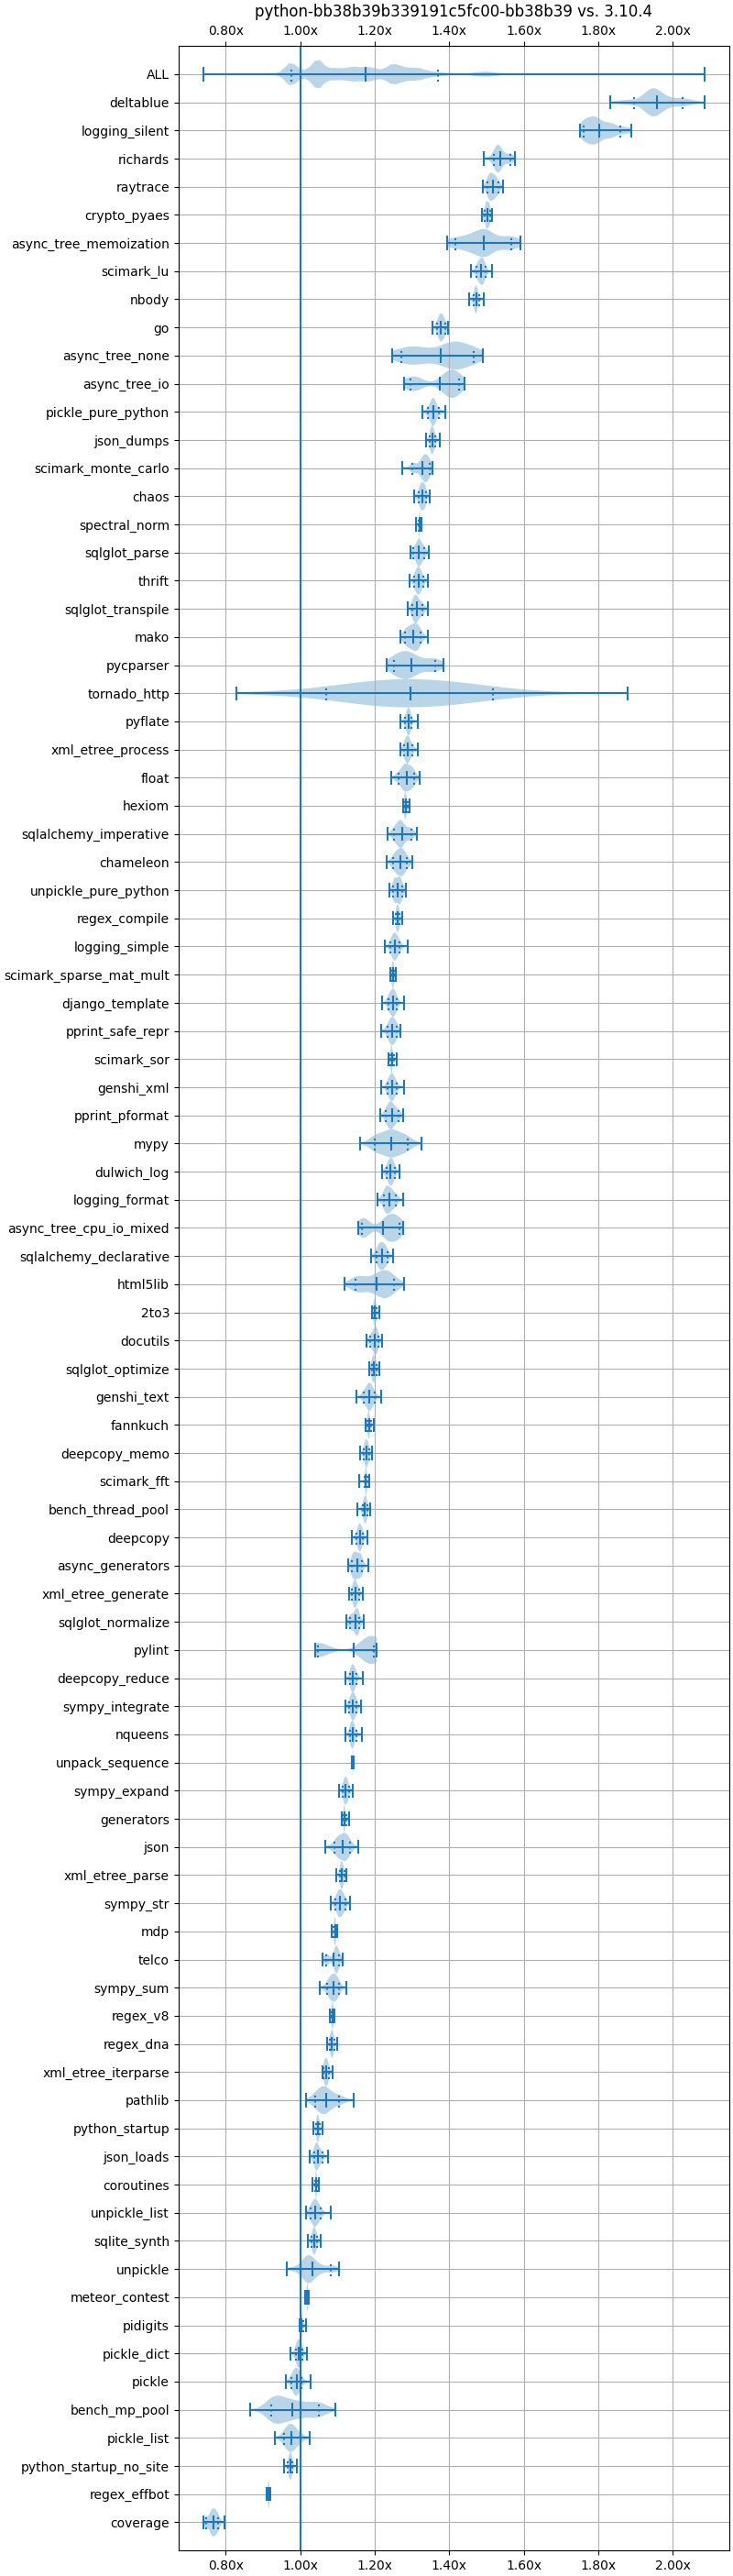 python-bb38b39b339191c5fc00-bb38b39 vs. 3.10.4
0.80x 1.00x 1.20x 1.40x 1.60x 1.80x 2.00x
ALL
deltablue
logging_silent
richards
raytrace
crypto_pyaes
async_tree_memoization
scimark_lu
nbody
go
async_tree_none
async_tree_io
pickle_pure_python
json_dumps
scimark_monte_carlo
chaos
spectral_norm
sqlglot_parse
thrift
sqlglot_transpile
mako
pycparser
tornado_http
pyflate
xml_etree_process
float
hexiom
sqlalchemy_imperative
chameleon
unpickle_pure_python
regex_compile
logging_simple
scimark_sparse_mat_mult
django_template
pprint_safe_repr
scimark_sor
genshi_xml
pprint_pformat
mypy
dulwich_log
logging_format
async_tree_cpu_io_mixed
sqlalchemy_declarative
html5lib
2to3
docutils
sqlglot_optimize
genshi_text
fannkuch
deepcopy_memo
scimark_fft
bench_thread_pool
deepcopy
async_generators
xml_etree_generate
sqlglot_normalize
pylint
deepcopy_reduce
sympy_integrate
nqueens
unpack_sequence
sympy_expand
generators
json
xml_etree_parse
sympy_str
mdp
telco
sympy_sum
regex_v8
regex_dna
xml_etree_iterparse
pathlib
python_startup
json_loads
coroutines
unpickle_list
sqlite_synth
unpickle
meteor_contest
pidigits
pickle_dict
pickle
bench_mp_pool
pickle_list
python_startup_no_site
regex_effbot
coverage
0.80x 1.00x 1.20x 1.40x 1.60x 1.80x 2.00x